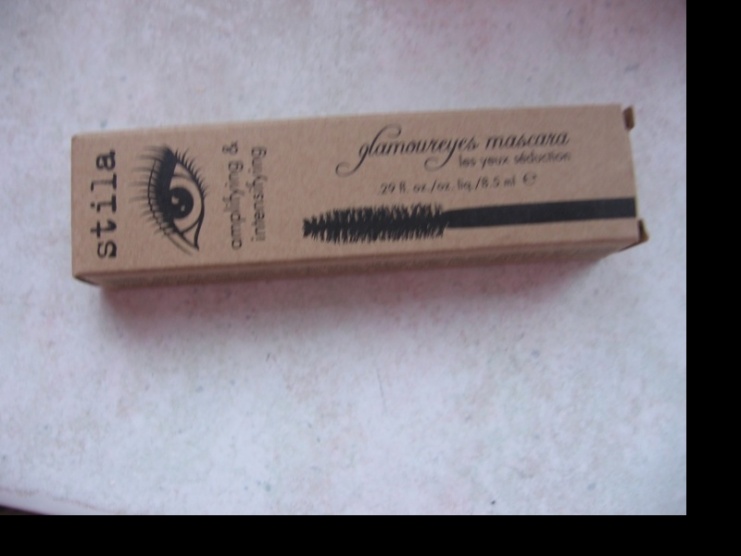 stila
amplifying &
intensifying
glamoureyes mascara
les yeux séduction
.29 fl. oz./oz. liq./8.5 ml ℮